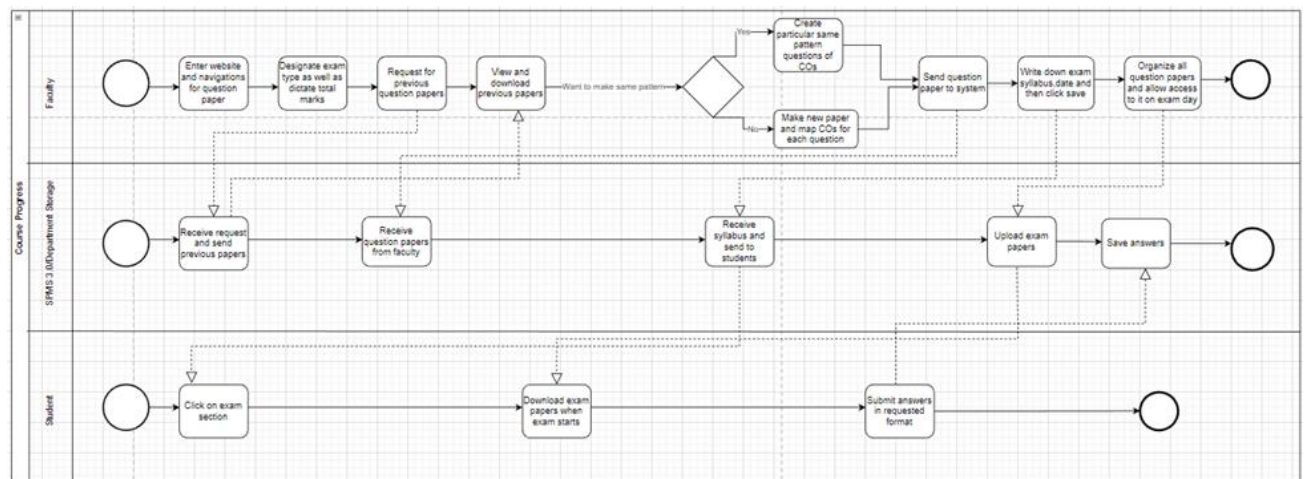 Course Progress
Faculty
Enter website
and navigations
for question
paper
Designate exam
type as well as
dictate total
marks
Request for
previous
question papers
View and
download
previous papers
Want to make same pattern
Yes
No
Create
particular same
pattern
questions of
COs
Make new paper
and map COs for
each question
Send question
paper to system
Write down exam
syllabus,date and
then click save
Organize all
question papers
and allow access
to it on exam day
SPMS 3.0/Department Storage
Receive request
and send
previous papers
Receive
question papers
from faculty
Receive
syllabus and
send to
students
Upload exam
papers
Save answers
Student
Click on exam
section
Download exam
papers when
exam starts
Submit answers
in requested
format